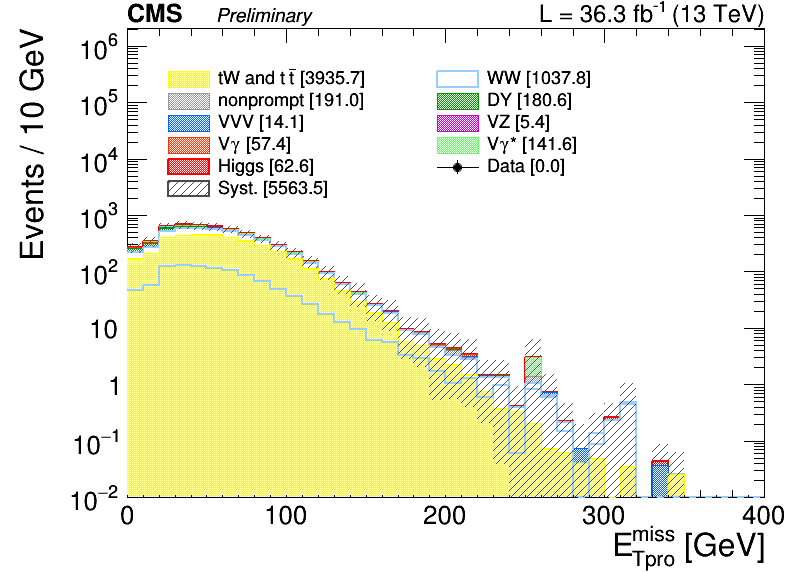 CMS Preliminary L = 36.3 fb⁻¹ (13 TeV)
Events / 10 GeV
10⁶
10⁵
10⁴
10³
10²
10
1
10⁻¹
10⁻²
tW and t t̅ [3935.7] WW [1037.8]
nonprompt [191.0] DY [180.6]
VVV [14.1] VZ [5.4]
Vγ [57.4] Vγ* [141.6]
Higgs [62.6] Data [0.0]
Syst. [5563.5]
0 100 200 300 400
E_Tpro^miss [GeV]